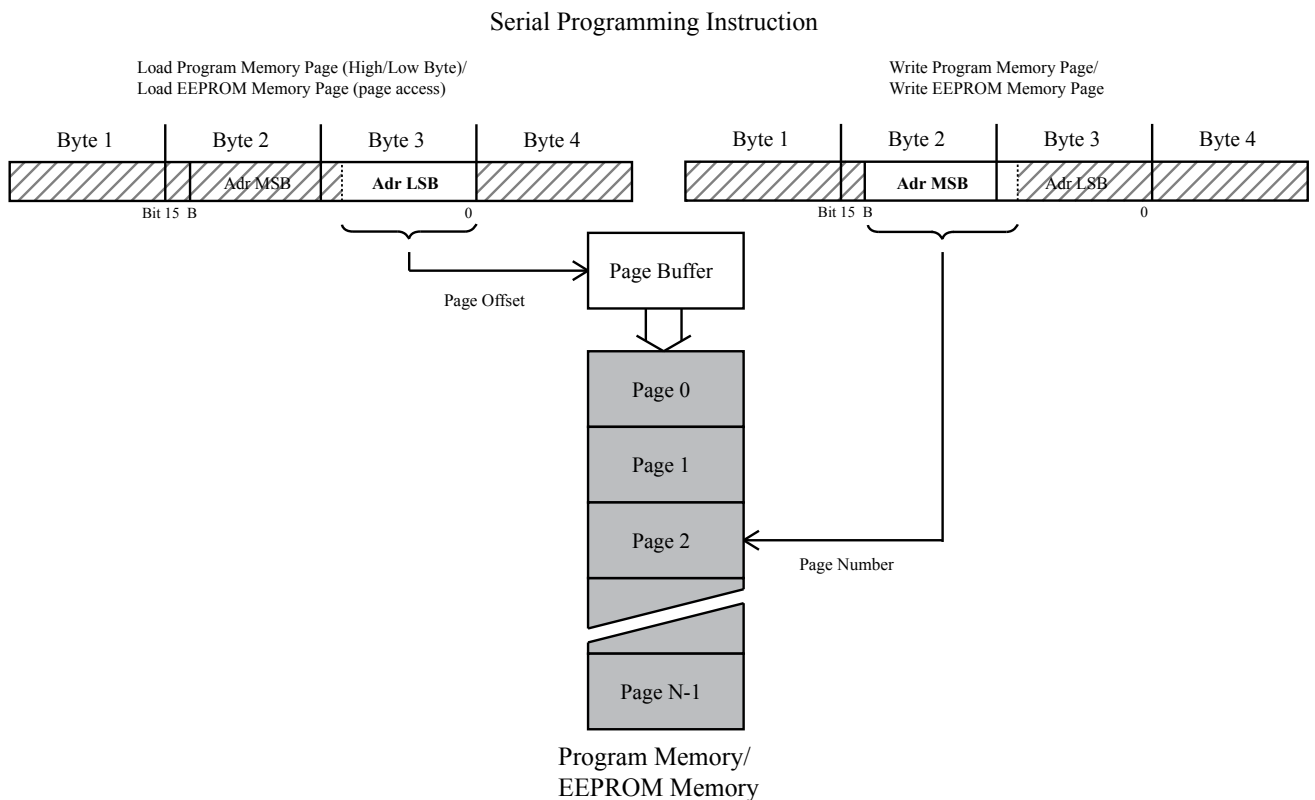 Serial Programming Instruction
Load Program Memory Page (High/Low Byte)/
Load EEPROM Memory Page (page access)
Write Program Memory Page/
Write EEPROM Memory Page
Byte 1 Byte 2 Byte 3 Byte 4
Byte 1 Byte 2 Byte 3 Byte 4
Adr MSB Adr LSB
Adr MSB Adr LSB
Bit 15 B 0
Bit 15 B 0
Page Buffer
Page Offset
Page 0
Page 1
Page 2
Page Number
Page N-1
Program Memory/
EEPROM Memory